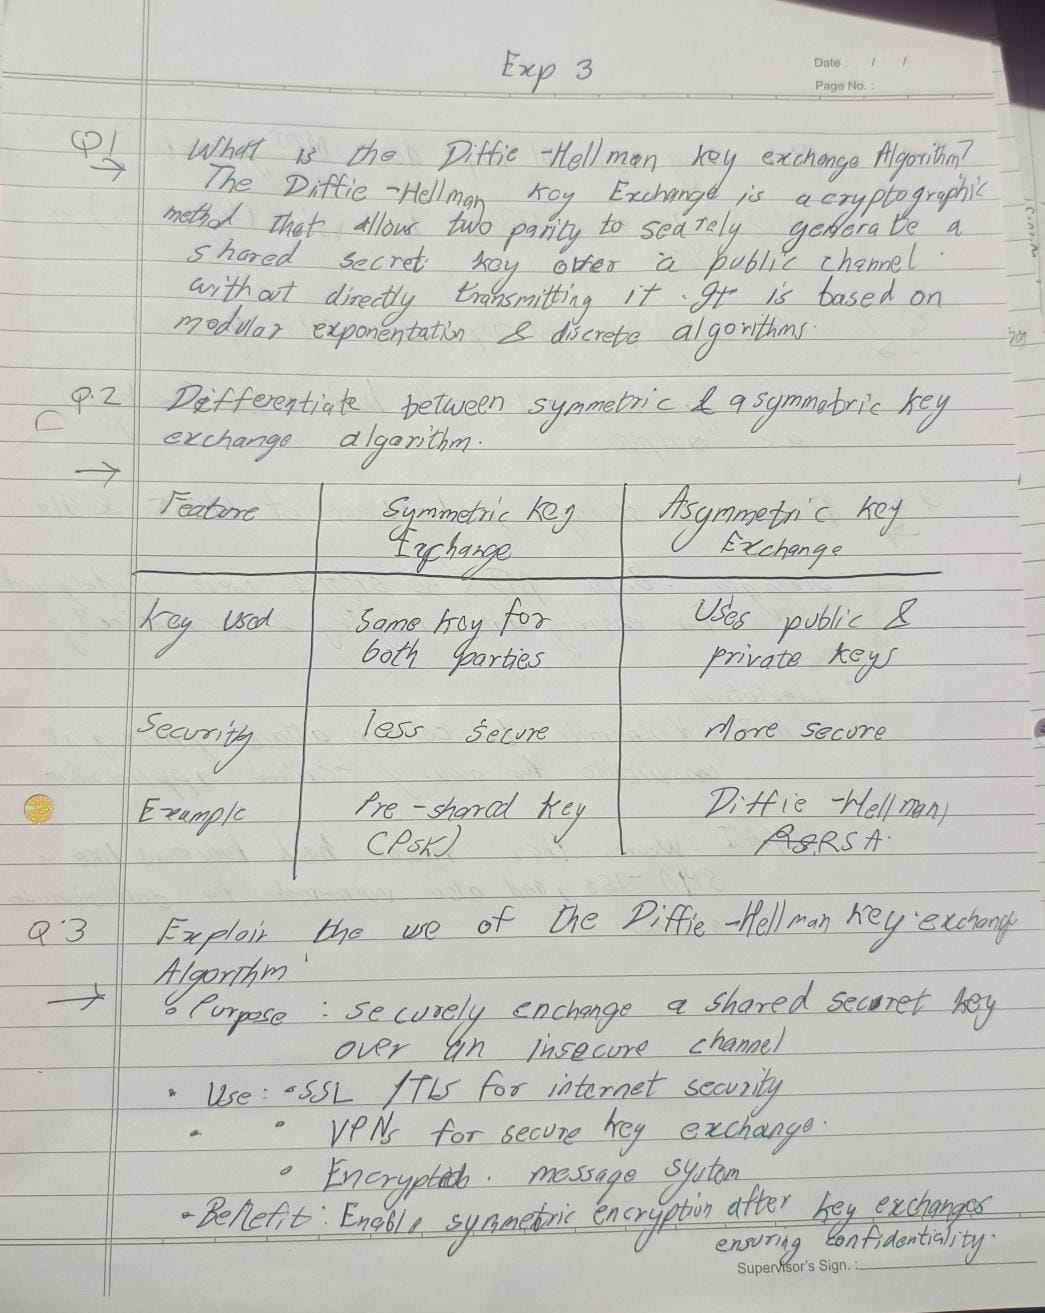 Exp 3
Date : / /
Page No. :
Q1 What is the Diffie -Hellman key exchange Algorithm?
→ The Diffie -Hellman Key Exchange is a cryptographic
method that allows two parity to searely generate a
shared secret key over a public channel.
without directly transmitting it. It is based on
modular exponentation & discrete algorithms.
Q.2 Differentiate between symmetric & asymmetric key
exchange algorithm.
→
Feature Symmetric key Exchange Asymmetric key Exchange
Key Used Same key for both parties Uses public & private keys
Security less secure More secure
Example Pre -shared key (PSK) Diffie -Hellman, RSA.
Q.3 Explain the use of the Diffie -Hellman key exchange
Algorthm
→ • Purpose : securely enchange a shared secret key
over an insecure channel
• Use : • SSL /TLS for internet security
• VPNs for secure key exchange.
• Encrypted message system
• Benefit : Enable symmetric encryption after key exchanges
ensuring confidentiality.
Supervisor's Sign. :